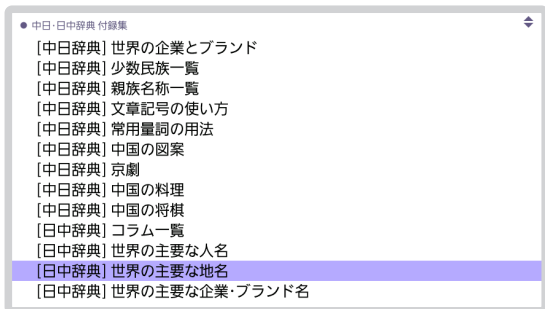 ● 中日・日中辞典 付録集
[中日辞典] 世界の企業とブランド
[中日辞典] 少数民族一覧
[中日辞典] 親族名称一覧
[中日辞典] 文章記号の使い方
[中日辞典] 常用量詞の用法
[中日辞典] 中国の図案
[中日辞典] 京劇
[中日辞典] 中国の料理
[中日辞典] 中国の将棋
[日中辞典] コラム一覧
[日中辞典] 世界の主要な人名
[日中辞典] 世界の主要な地名
[日中辞典] 世界の主要な企業・ブランド名